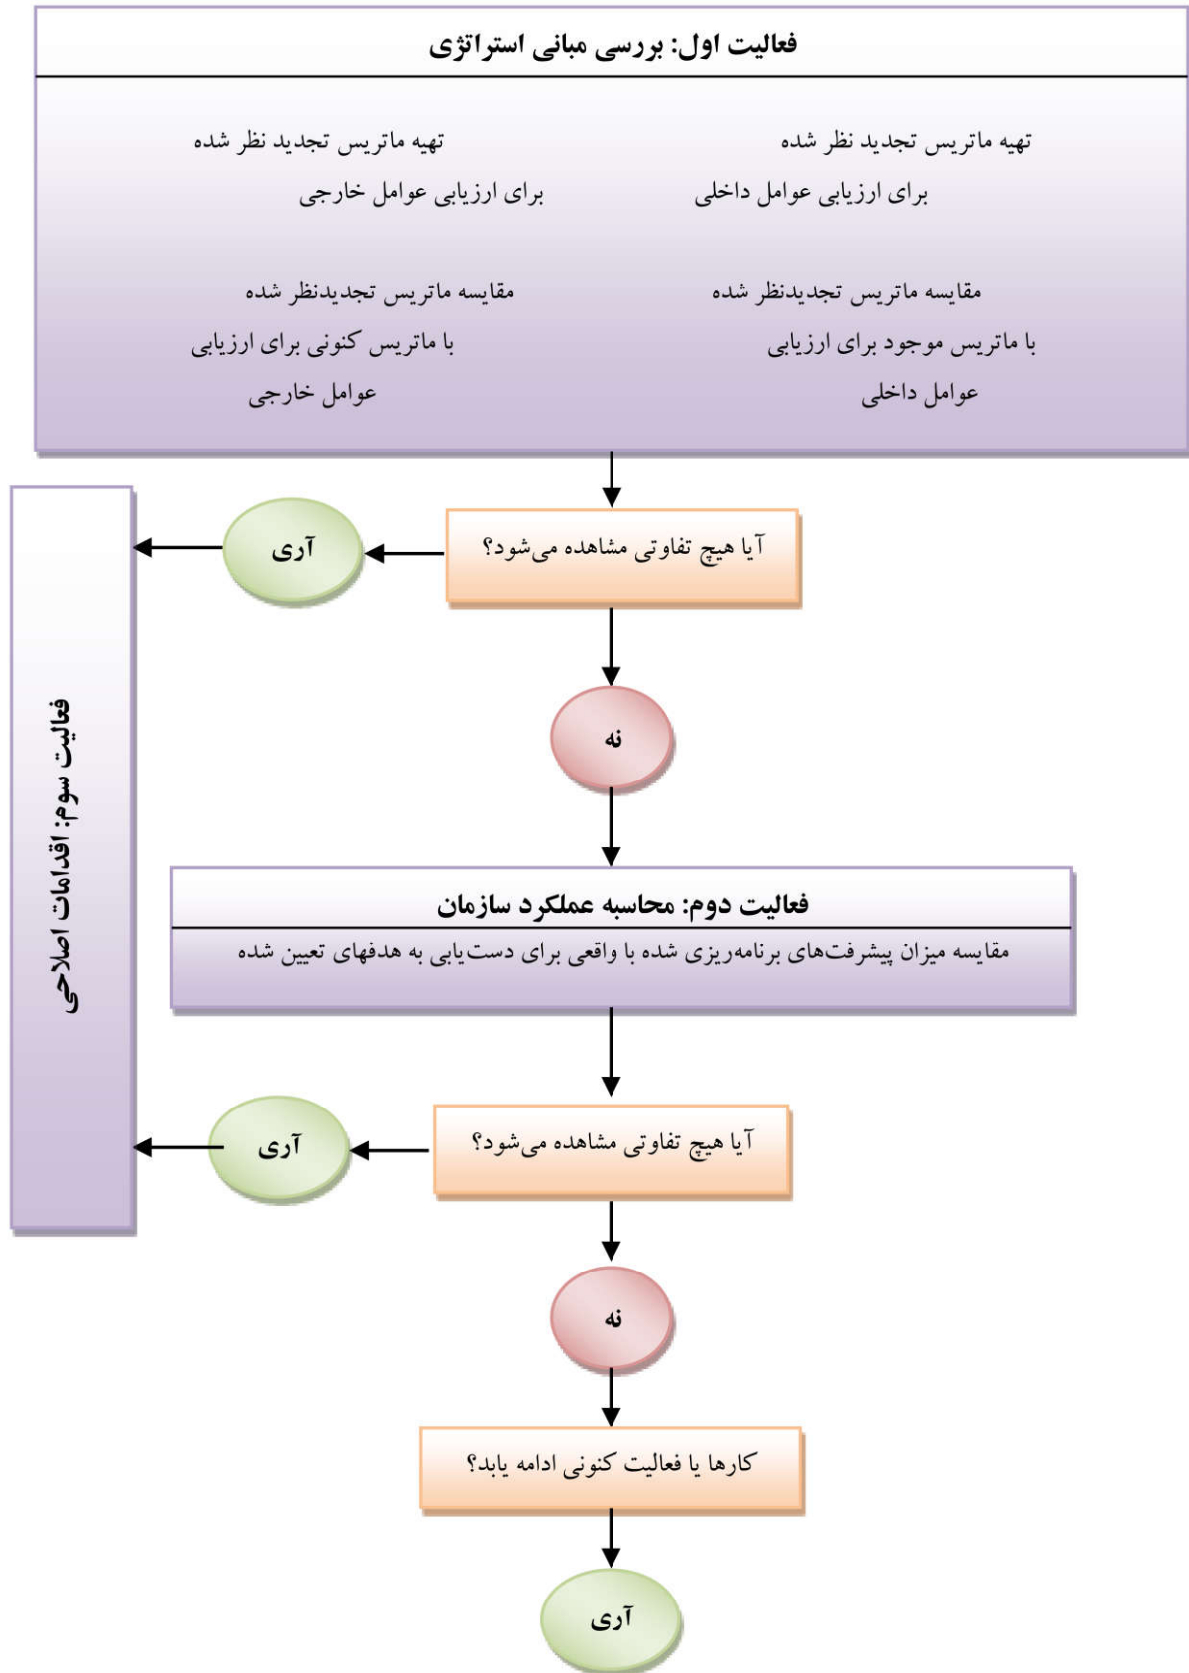 فعالیت اول: بررسی مبانی استراتژی
تهیه ماتریس تجدید نظر شده
برای ارزیابی عوامل داخلی
تهیه ماتریس تجدید نظر شده
برای ارزیابی عوامل خارجی
مقایسه ماتریس تجدیدنظر شده
با ماتریس موجود برای ارزیابی
عوامل داخلی
مقایسه ماتریس تجدیدنظر شده
با ماتریس کنونی برای ارزیابی
عوامل خارجی
آیا هیچ تفاوتی مشاهده می‌شود؟
آری
نه
فعالیت سوم: اقدامات اصلاحی
فعالیت دوم: محاسبه عملکرد سازمان
مقایسه میزان پیشرفت‌های برنامه‌ریزی شده با واقعی برای دست‌یابی به هدفهای تعیین شده
آیا هیچ تفاوتی مشاهده می‌شود؟
آری
نه
کارها یا فعالیت کنونی ادامه یابد؟
آری